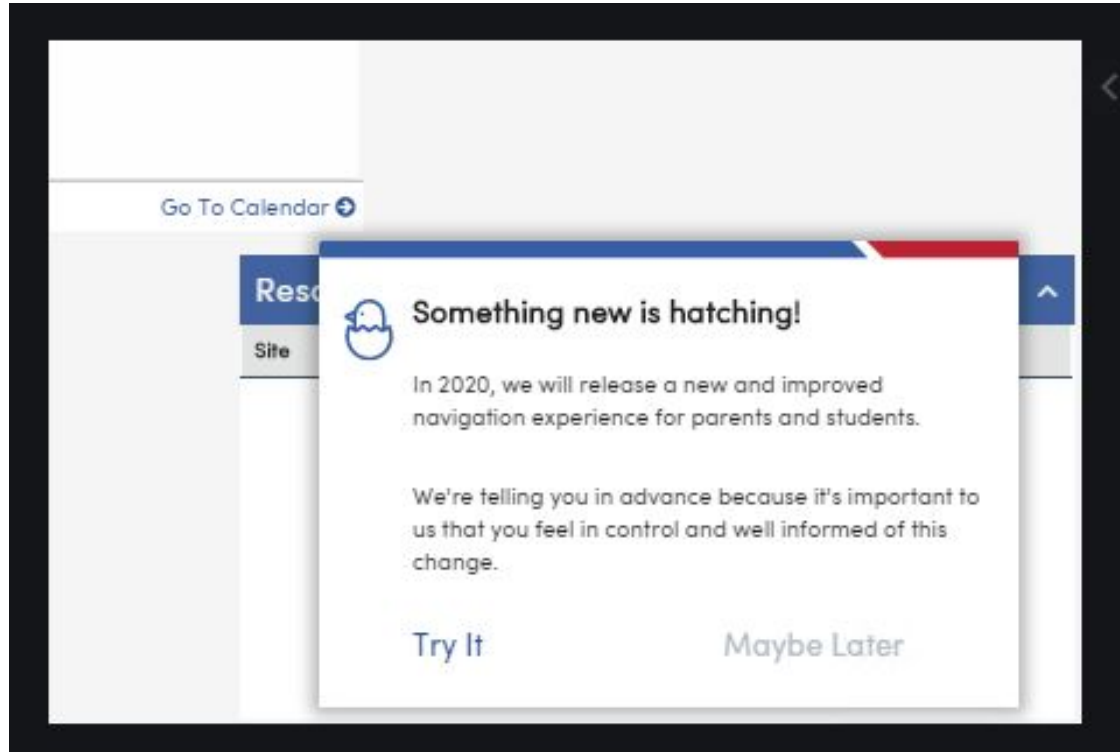 Go To Calendar
Something new is hatching!
Site
In 2020, we will release a new and improved
navigation experience for parents and students.
We're telling you in advance because it's important to
us that you feel in control and well informed of this
change.
Try It Maybe Later